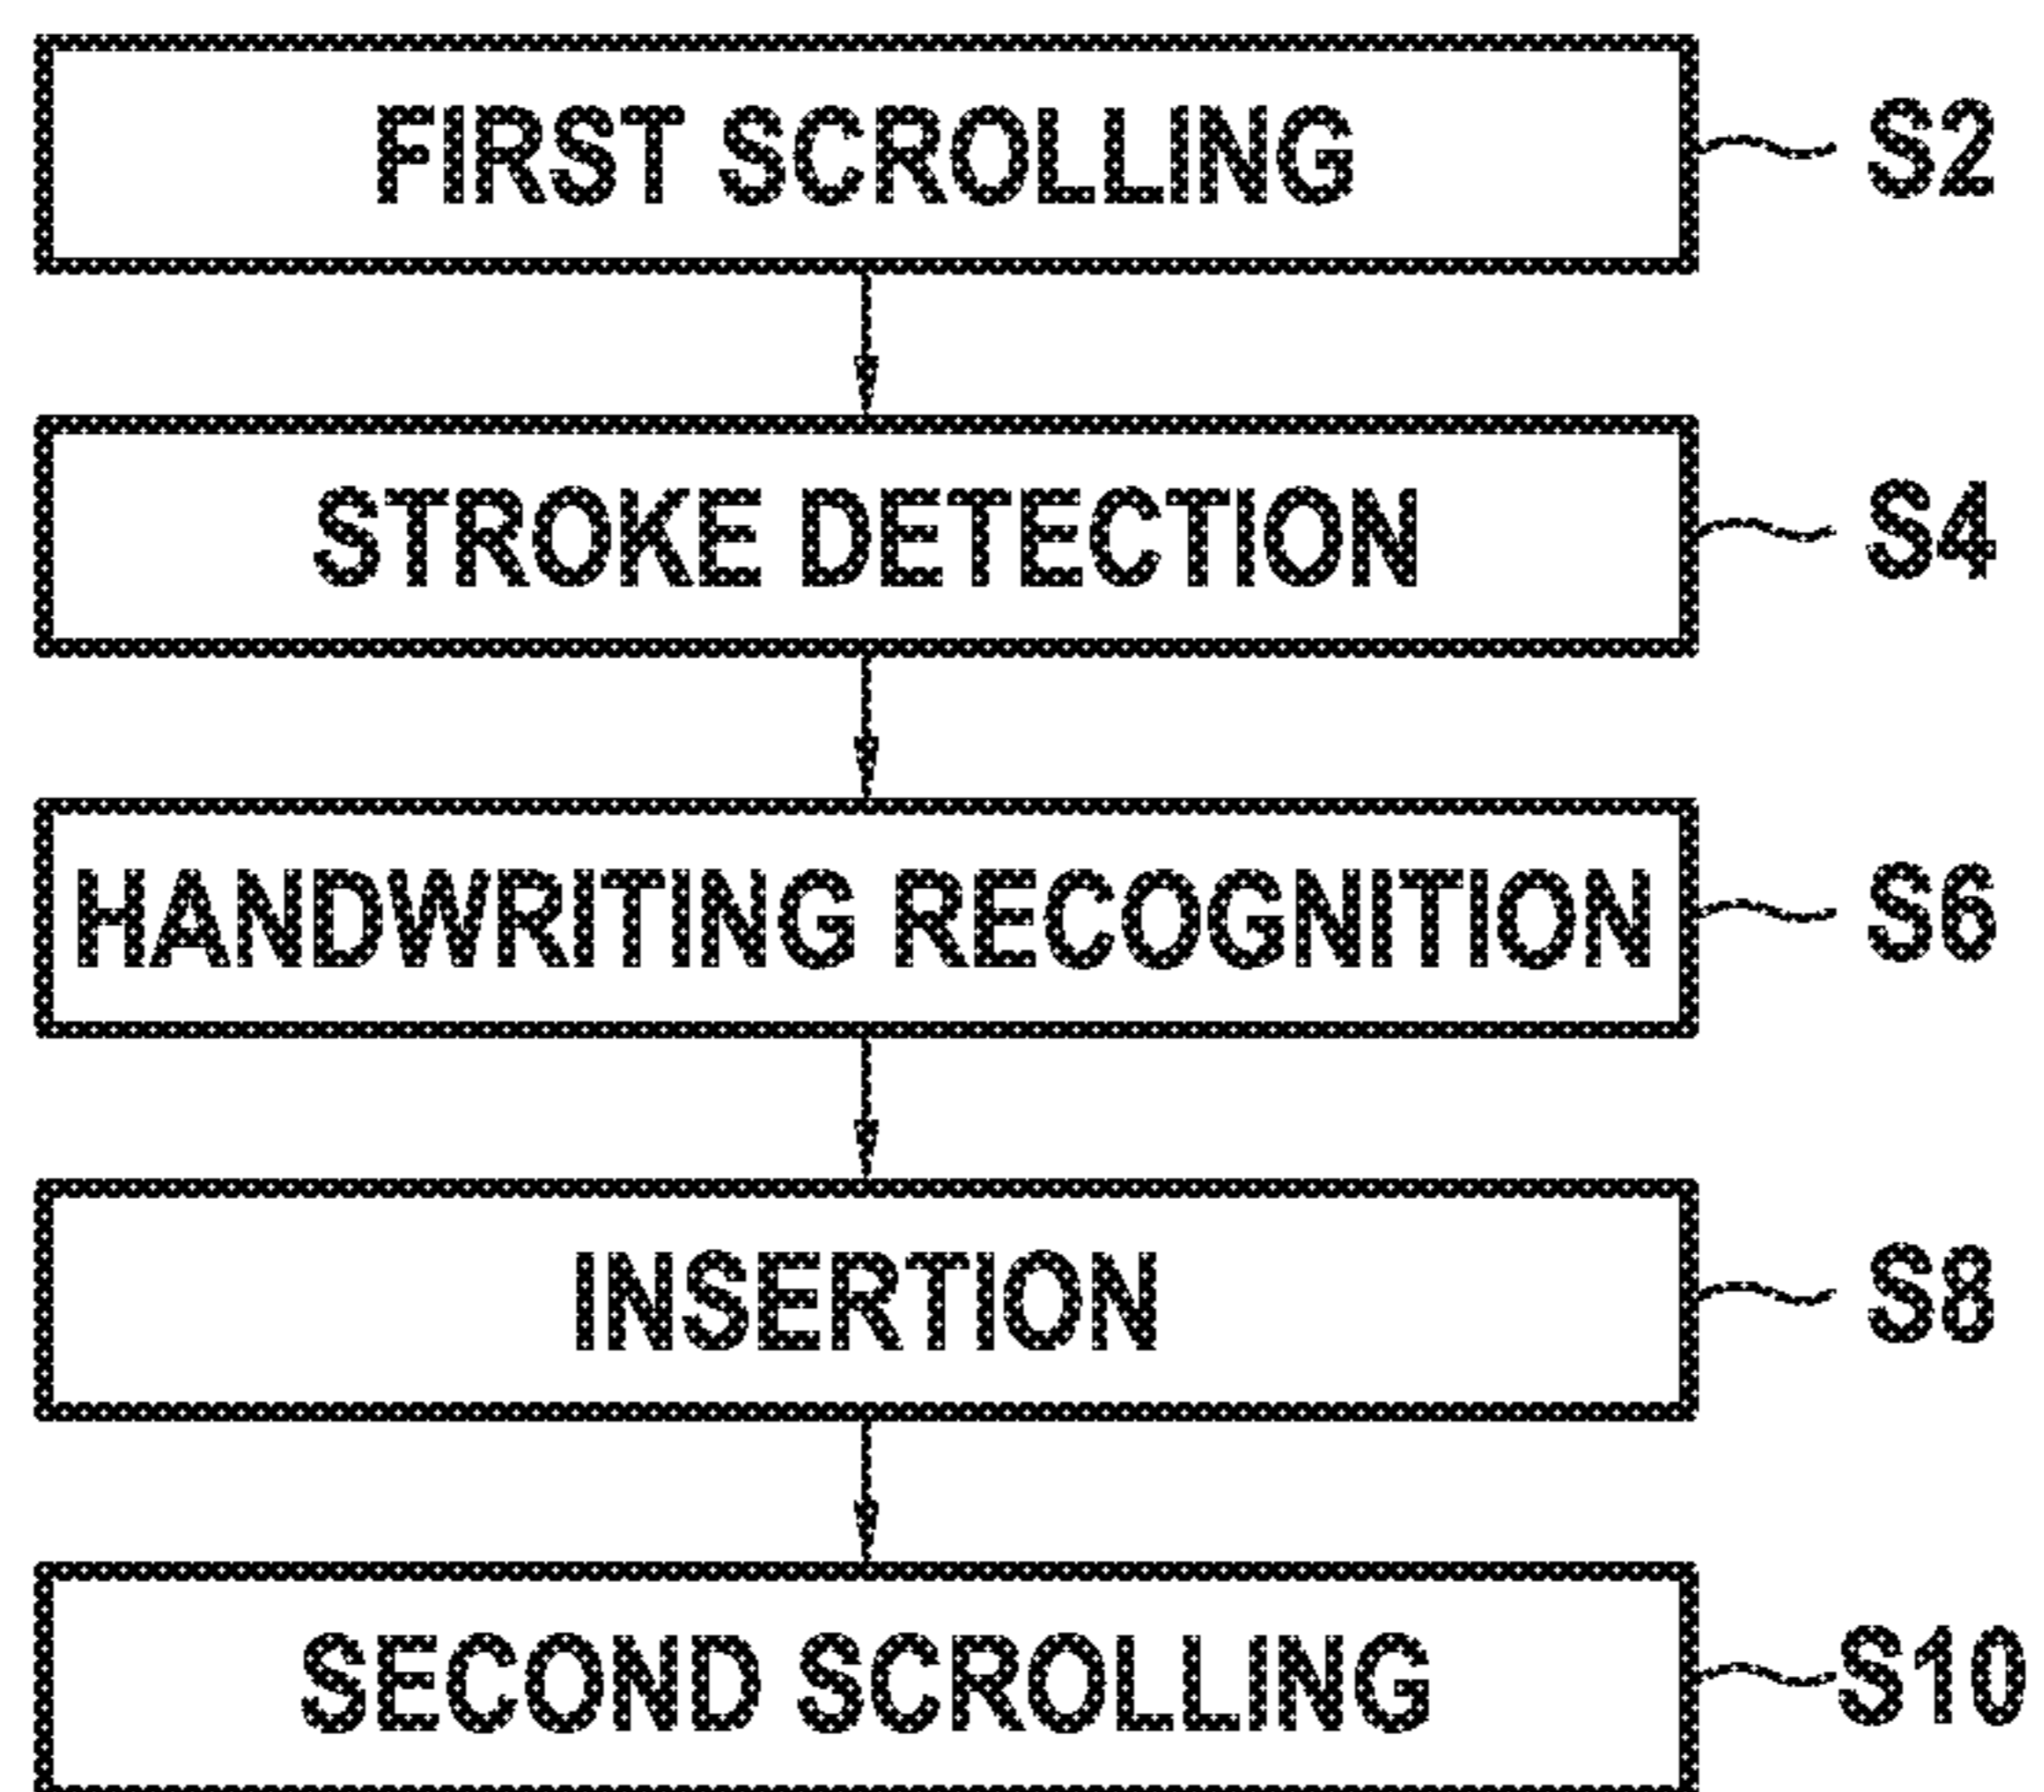 FIRST SCROLLING S2
STROKE DETECTION S4
HANDWRITING RECOGNITION S6
INSERTION S8
SECOND SCROLLING S10